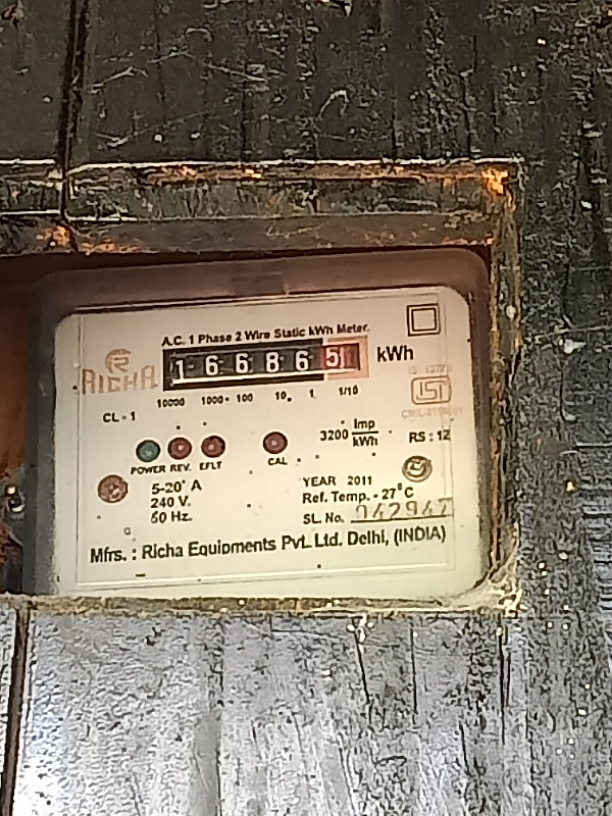 A.C. 1 Phase 2 Wire Static kWh Meter.
RICHA
1 6 6 8 6 5 kWh
10000 1000 100 10 1 1/10
CL - 1
3200 Imp/kWh RS : 12
POWER REV. EFLT CAL
5-20° A
240 V.
50 Hz.
YEAR 2011
Ref. Temp. - 27°C
SL. No. 042947
Mfrs. : Richa Equipments Pvt. Ltd. Delhi, (INDIA)